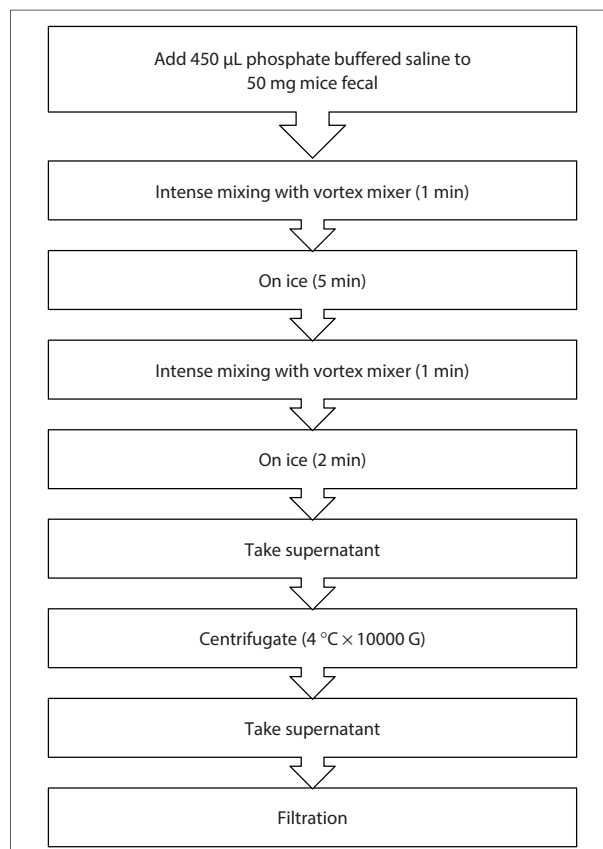 Add 450 µL phosphate buffered saline to
50 mg mice fecal
Intense mixing with vortex mixer (1 min)
On ice (5 min)
Intense mixing with vortex mixer (1 min)
On ice (2 min)
Take supernatant
Centrifugate (4 °C × 10000 G)
Take supernatant
Filtration